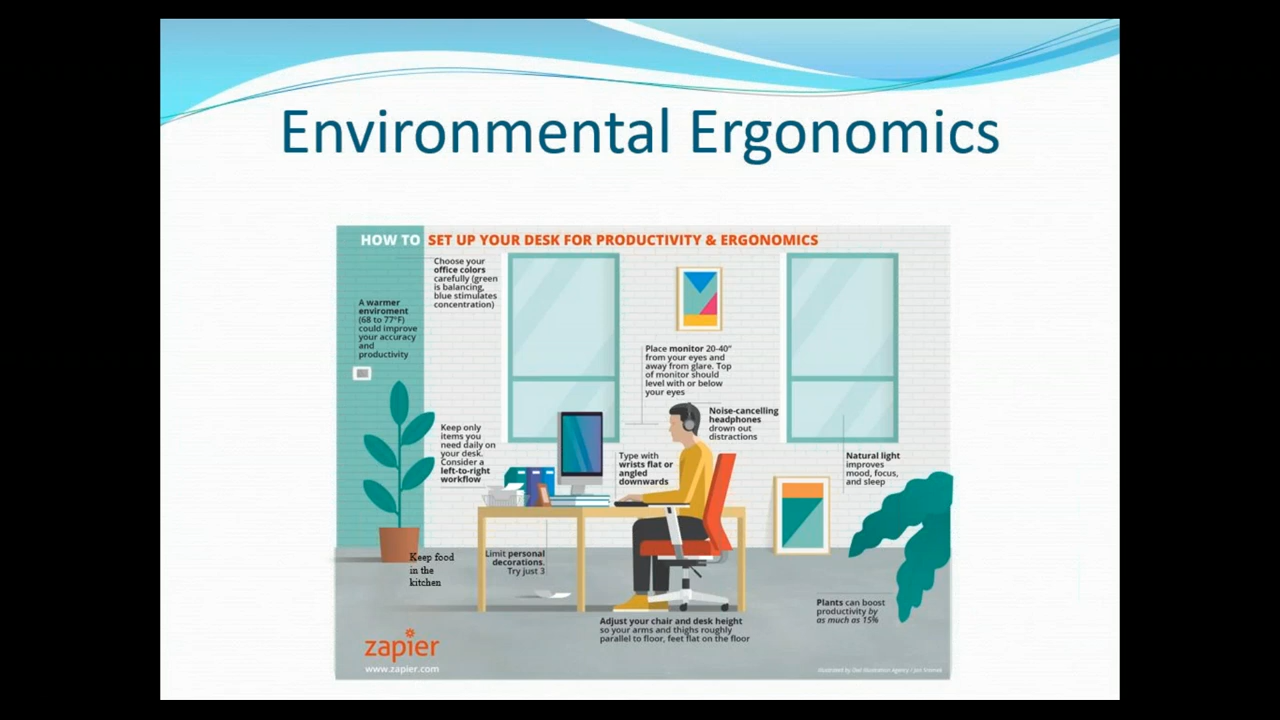 Environmental Ergonomics
HOW TO SET UP YOUR DESK FOR PRODUCTIVITY & ERGONOMICS
Choose your
office colors
carefully (green
is balancing,
blue stimulates
concentration)
A warmer
enviroment
(68 to 77°F)
could improve
your accuracy
and
productivity
Place monitor 20-40"
from your eyes and
away from glare. Top
of monitor should
level with or below
your eyes
Noise-cancelling
headphones
drown out
distractions
Keep only
items you
need daily on
your desk.
Consider a
left-to-right
workflow
Type with
wrists flat or
angled
downwards
Natural light
improves
mood, focus,
and sleep
Keep food
in the
kitchen
Limit personal
decorations.
Try just 3
Plants can boost
productivity by
as much as 15%
Adjust your chair and desk height
so your arms and thighs roughly
parallel to floor, feet flat on the floor
zapier
www.zapier.com